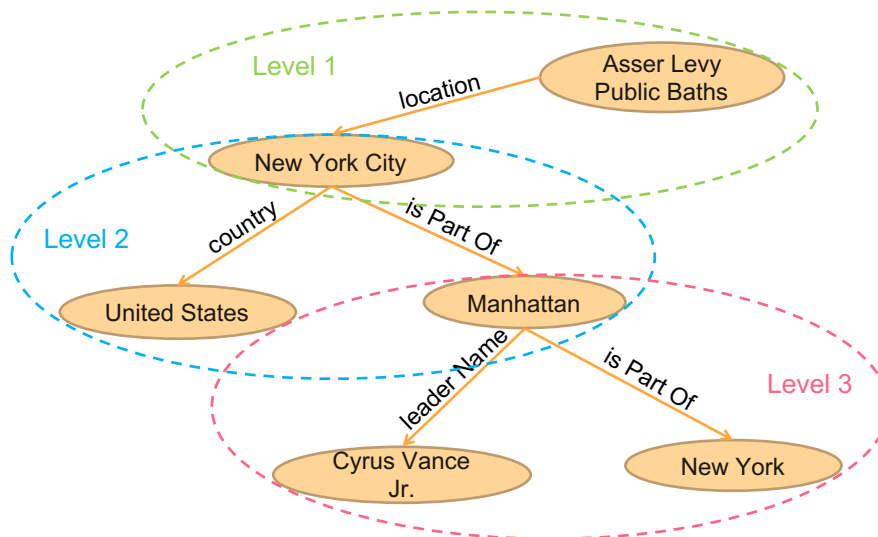 Level 1
Asser Levy
Public Baths
location
New York City
Level 2
country
is Part Of
United States
Manhattan
leader Name
is Part Of
Level 3
Cyrus Vance
Jr.
New York